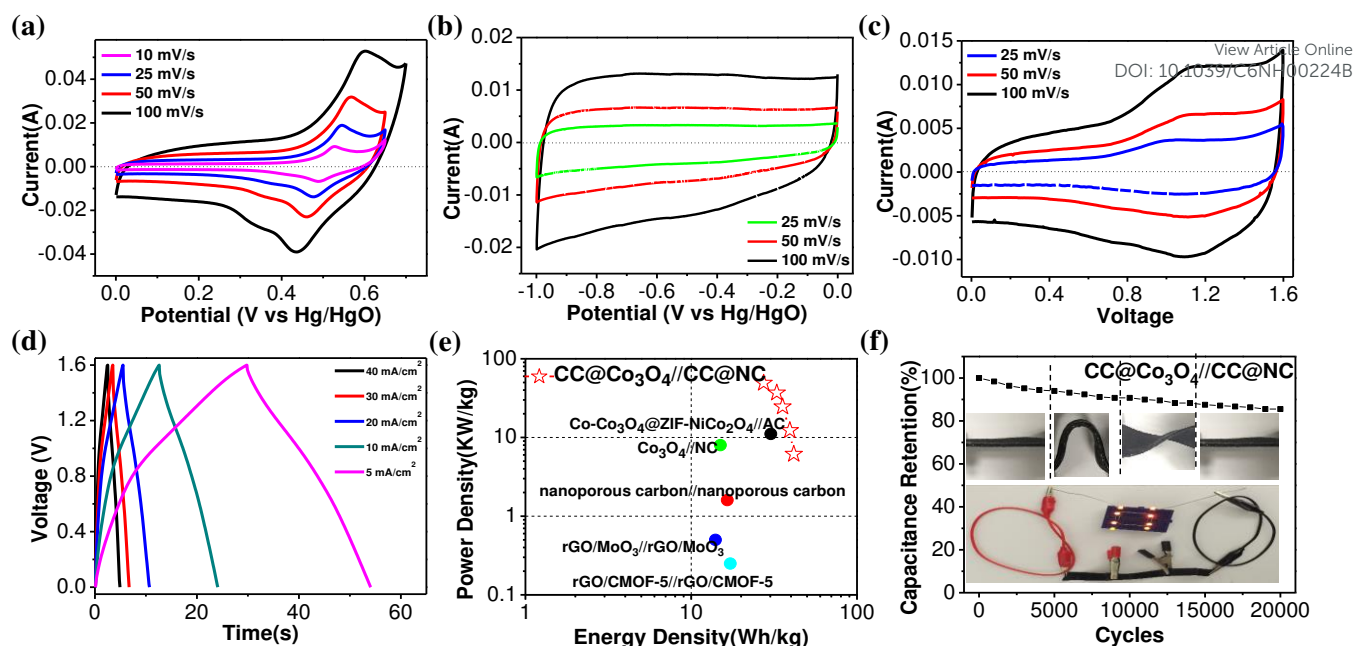 (a)
10 mV/s
25 mV/s
50 mV/s
100 mV/s
0.04
0.02
0.00
-0.02
-0.04
Current(A)
0.0 0.2 0.4 0.6
Potential (V vs Hg/HgO)
(b)
0.02
0.01
0.00
-0.01
-0.02
Current(A)
25 mV/s
50 mV/s
100 mV/s
-1.0 -0.8 -0.6 -0.4 -0.2 0.0
Potential (V vs Hg/HgO)
(c)
View Article Online
DOI: 10.1039/C6NH00224B
25 mV/s
50 mV/s
100 mV/s
0.015
0.010
0.005
0.000
-0.005
-0.010
Current(A)
0.0 0.4 0.8 1.2 1.6
Voltage
(d)
40 mA/cm²
30 mA/cm²
20 mA/cm²
10 mA/cm²
5 mA/cm²
1.6
1.2
0.8
0.4
0.0
Voltage (V)
0 20 40 60
Time(s)
(e)
100
10
1
0.1
Power Density(KW/kg)
CC@Co₃O₄//CC@NC
Co-Co₃O₄@ZIF-NiCo₂O₄//AC
Co₃O₄//NC
nanoporous carbon//nanoporous carbon
rGO/MoO₃//rGO/MoO₃
rGO/CMOF-5//rGO/CMOF-5
10 100
Energy Density(Wh/kg)
(f)
CC@Co₃O₄//CC@NC
100
80
60
40
20
0
Capacitance Retention(%)
0 5000 10000 15000 20000
Cycles